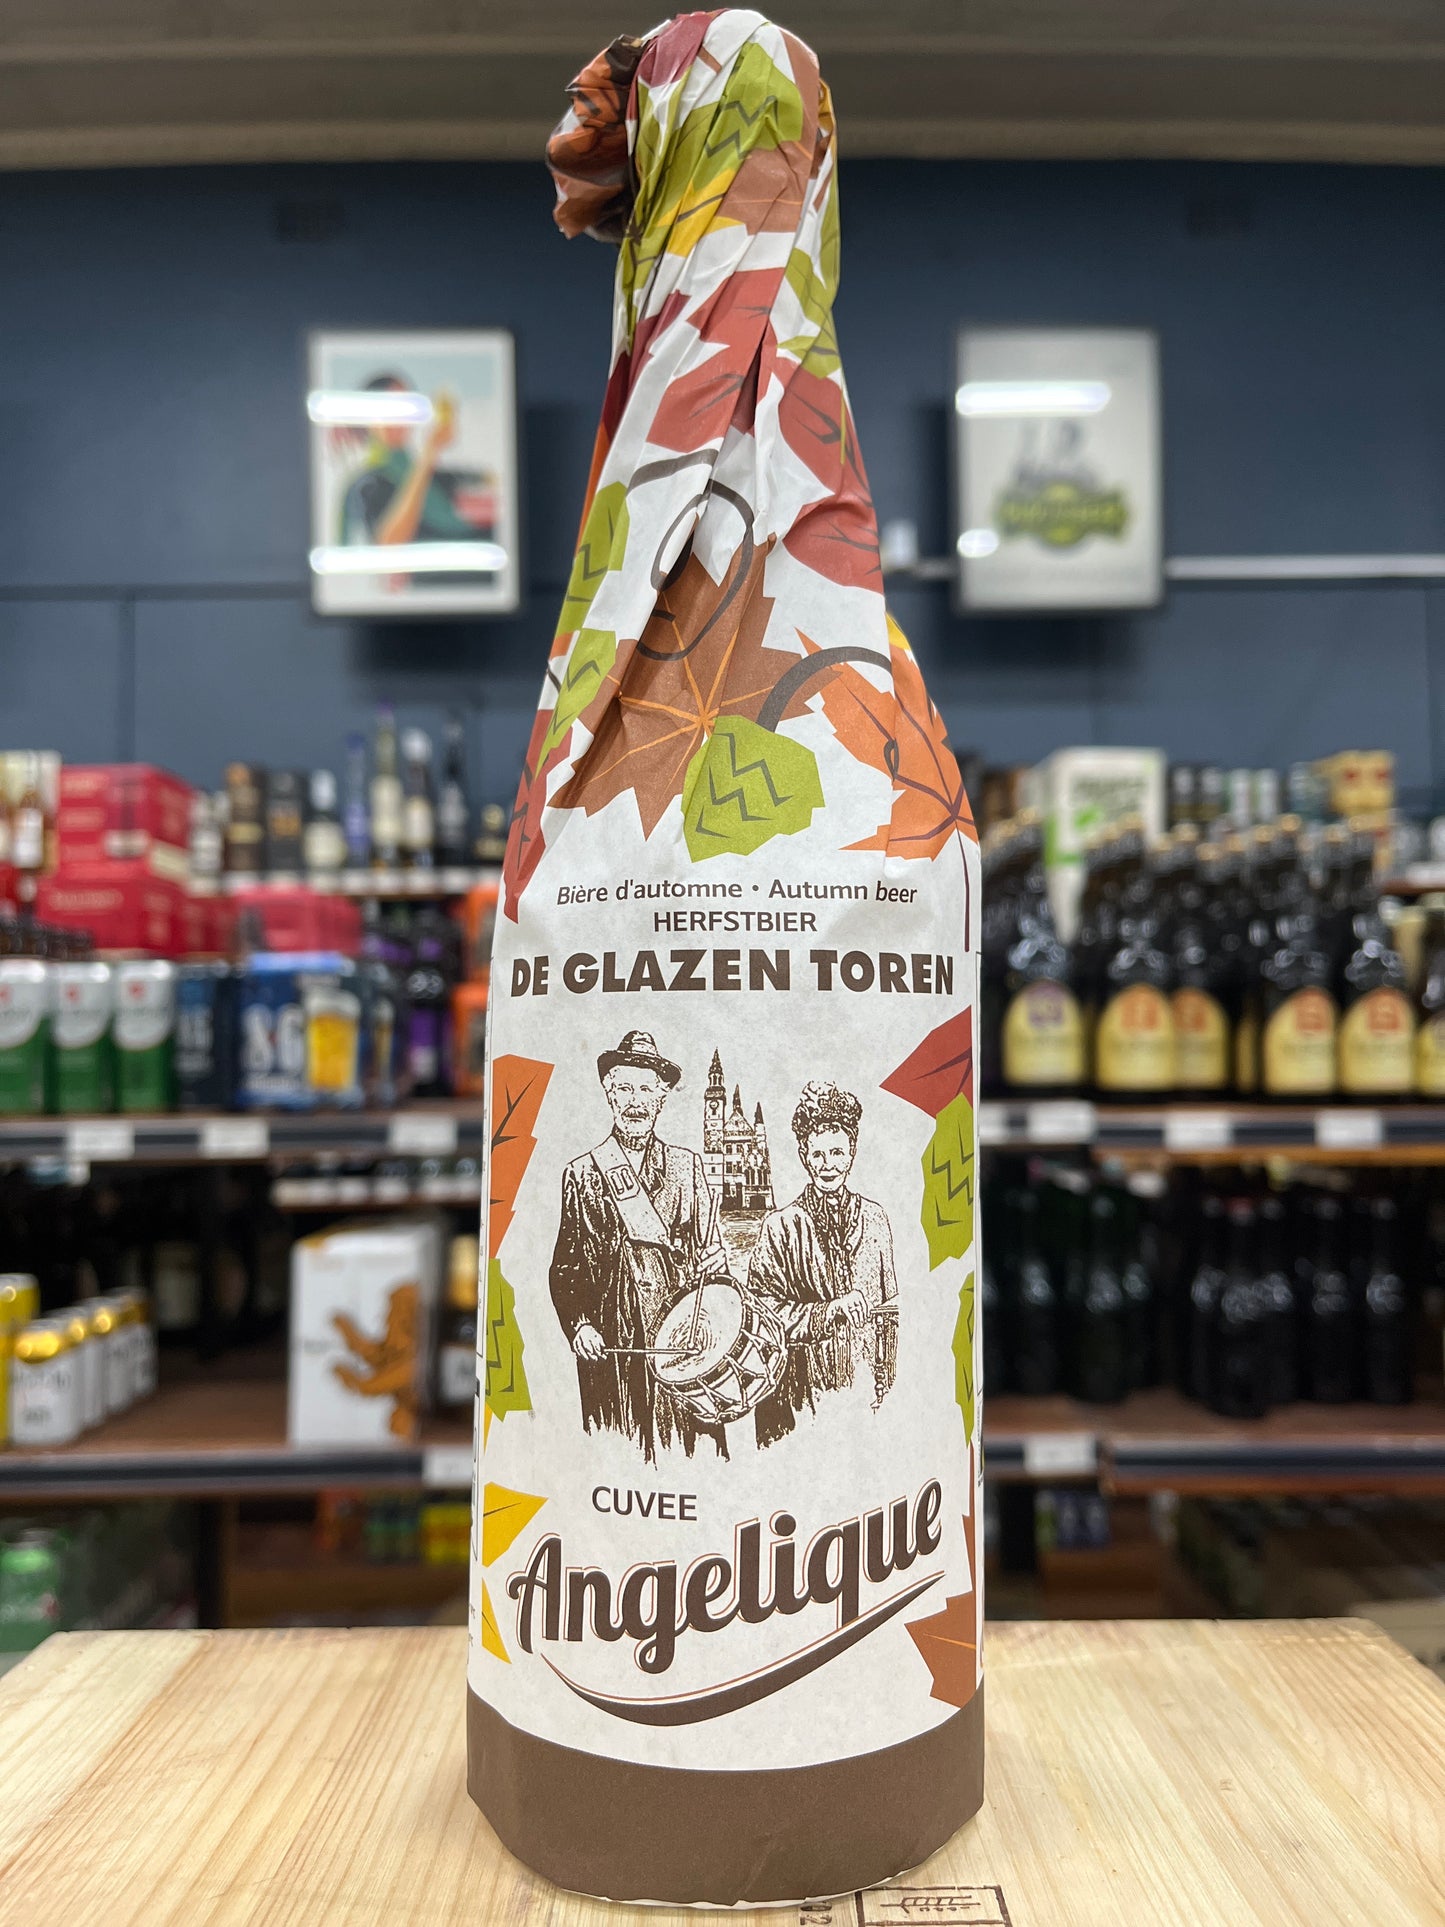 Bière d'automne • Autumn beer
HERFSTBIER
DE GLAZEN TOREN
CUVEE
Angelique